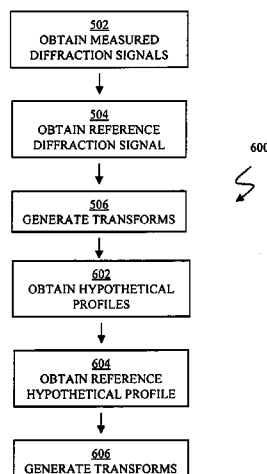 502
OBTAIN MEASURED
DIFFRACTION SIGNALS
504
OBTAIN REFERENCE
DIFFRACTION SIGNAL
600
506
GENERATE TRANSFORMS
602
OBTAIN HYPOTHETICAL
PROFILES
604
OBTAIN REFERENCE
HYPOTHETICAL PROFILE
606
GENERATE TRANSFORMS